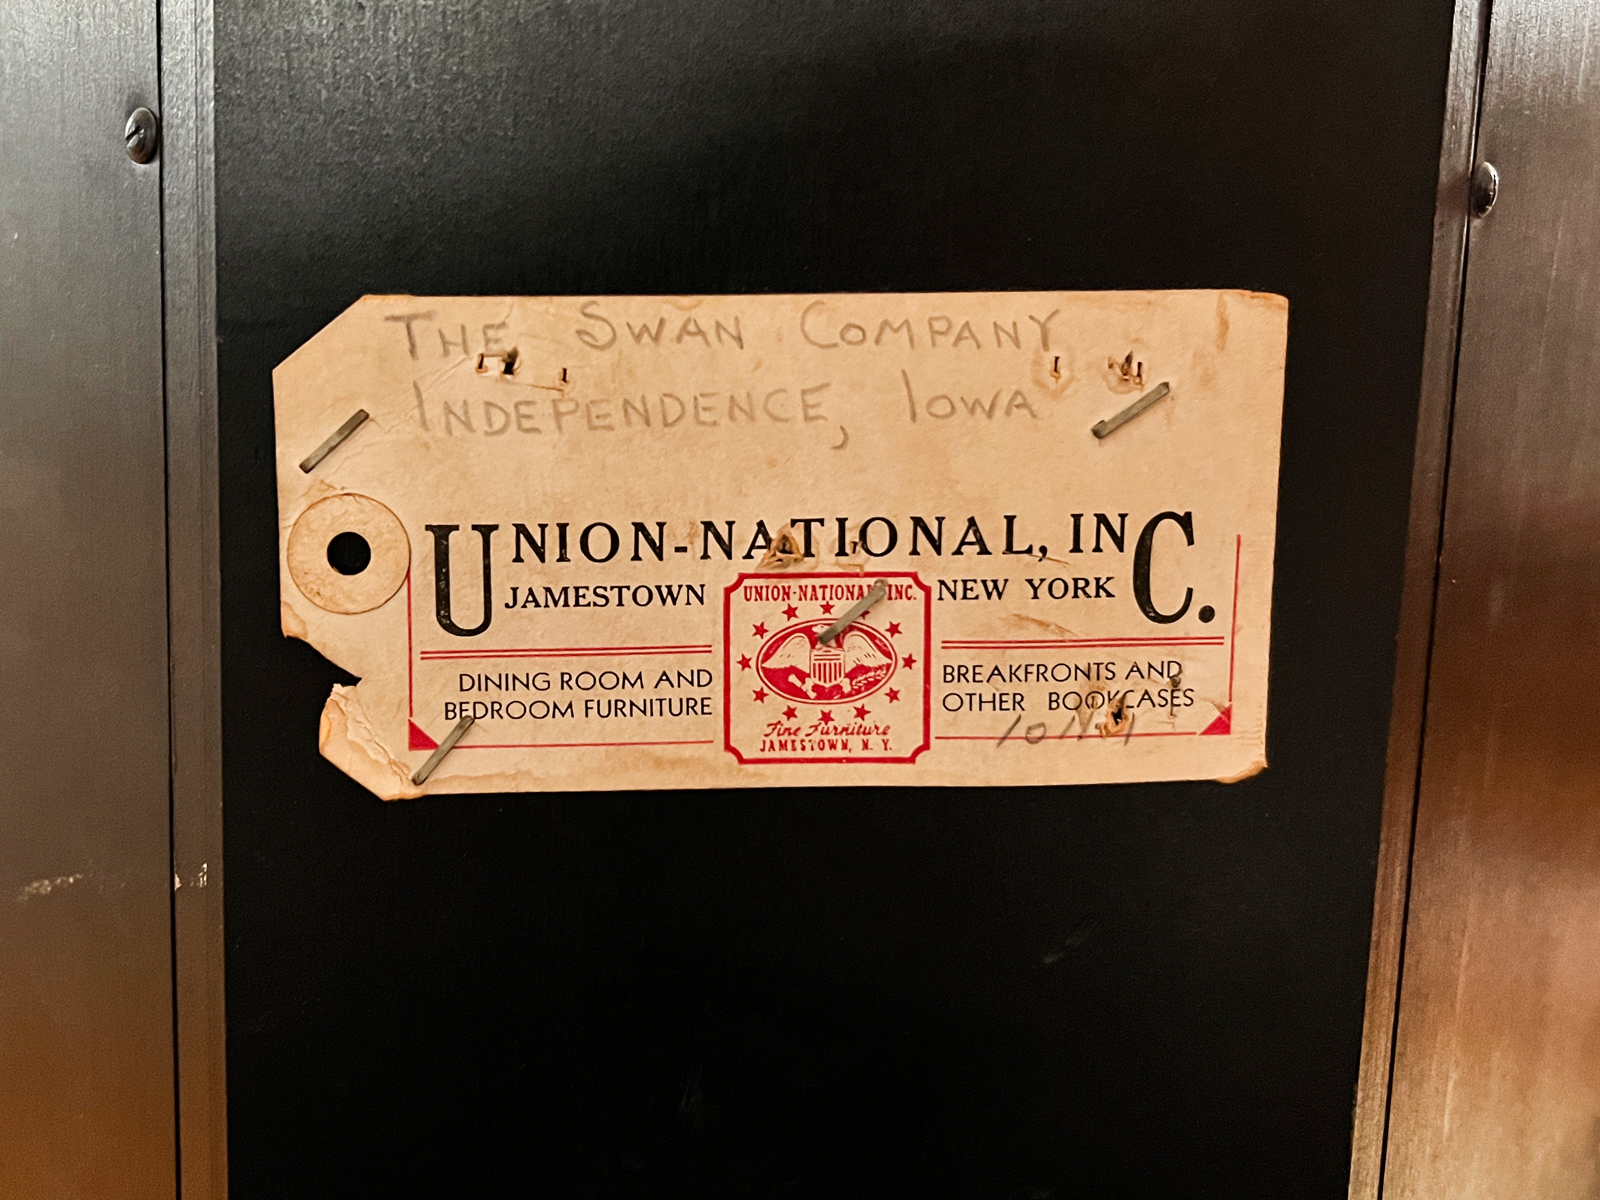 THE SWAN COMPANY
INDEPENDENCE, IOWA
UNION-NATIONAL, INC.
JAMESTOWN NEW YORK
DINING ROOM AND
BEDROOM FURNITURE
UNION-NATIONAL, INC.
Fine Furniture
JAMESTOWN, N. Y.
BREAKFRONTS AND
OTHER BOOKCASES